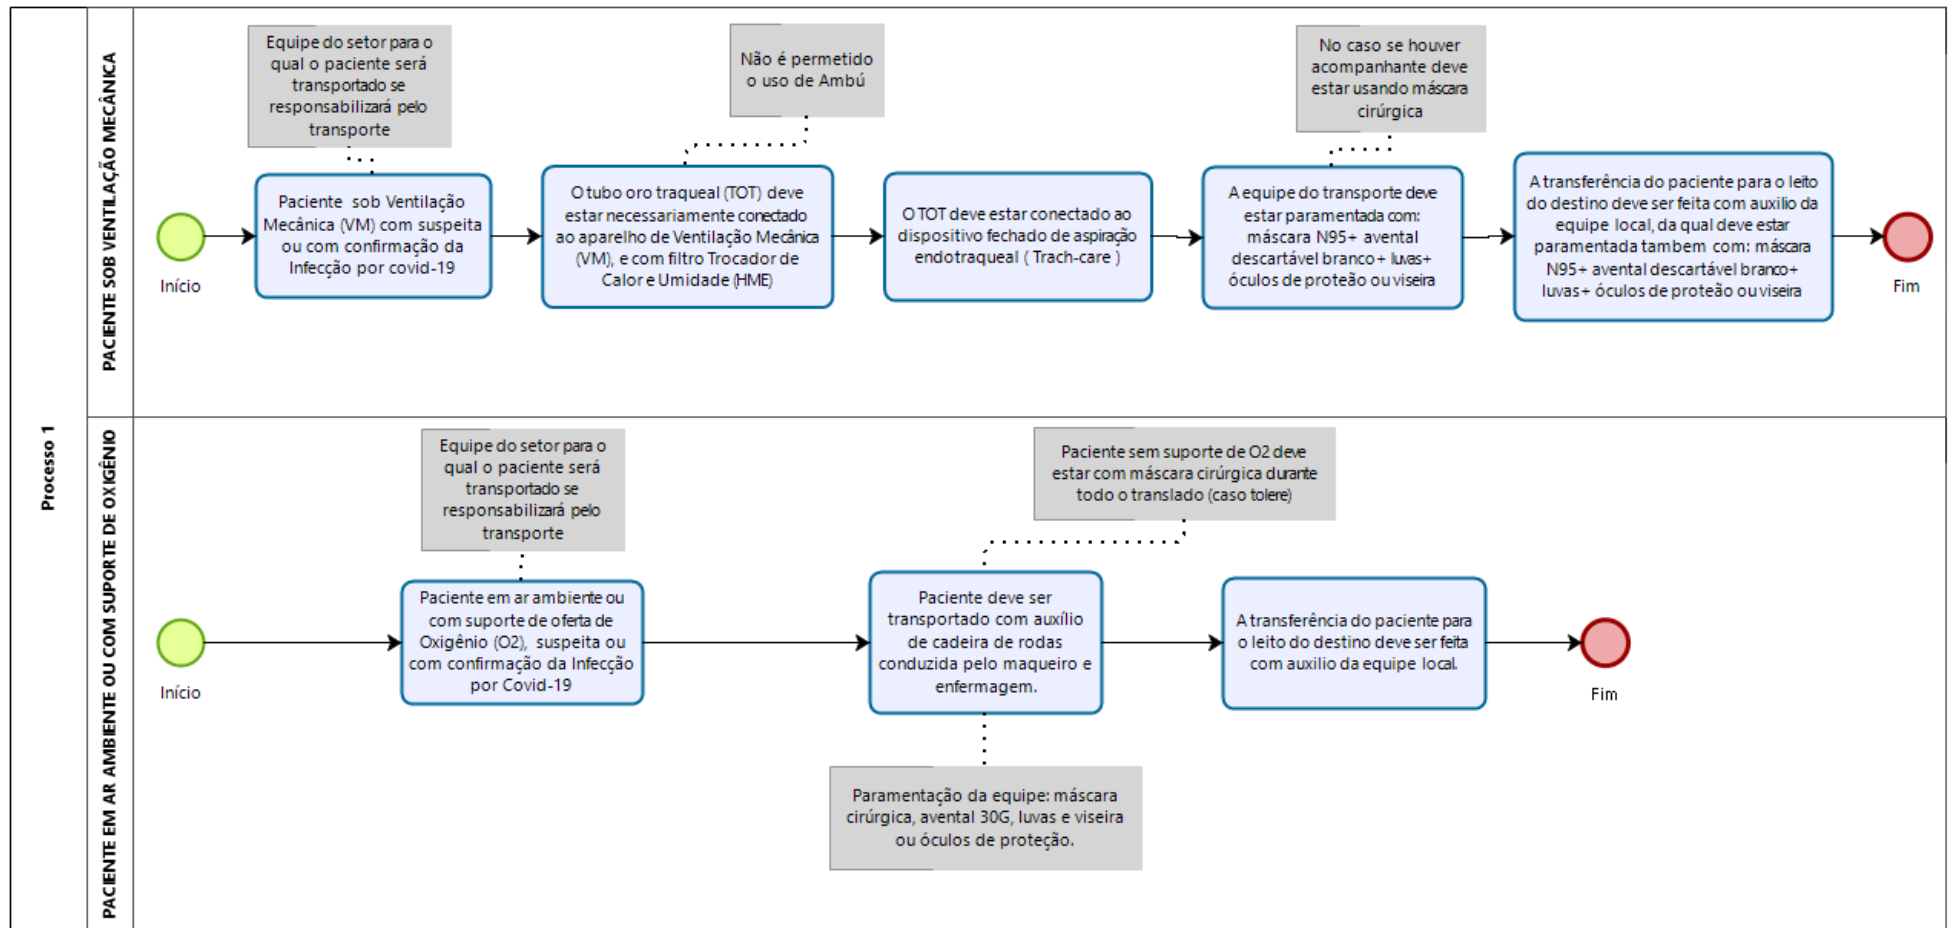 Processo 1
PACIENTE SOB VENTILAÇÃO MECÂNICA
Equipe do setor para o
qual o paciente será
transportado se
responsabilizará pelo
transporte
Não é permetido
o uso de Ambú
No caso se houver
acompanhante deve
estar usando máscara
cirúrgica
Início
Paciente sob Ventilação
Mecânica (VM) com suspeita
ou com confirmação da
Infecção por covid-19
O tubo oro traqueal (TOT) deve
estar necessariamente conectado
ao aparelho de Ventilação Mecânica
(VM), e com filtro Trocador de
Calor e Umidade (HME)
O TOT deve estar conectado ao
dispositivo fechado de aspiração
endotraqueal ( Trach-care )
A equipe do transporte deve
estar paramentada com:
máscara N95+ avental
descartável branco+ luvas+
óculos de proteão ou viseira
A transferência do paciente para o leito
do destino deve ser feita com auxilio da
equipe local, da qual deve estar
paramentada tambem com: máscara
N95+ avental descartável branco+
luvas+ óculos de proteão ou viseira
Fim
PACIENTE EM AR AMBIENTE OU COM SUPORTE DE OXIGÊNIO
Equipe do setor para o
qual o paciente será
transportado se
responsabilizará pelo
transporte
Paciente sem suporte de O2 deve
estar com máscara cirúrgica durante
todo o translado (caso tolere)
Início
Paciente em ar ambiente ou
com suporte de oferta de
Oxigênio (O2), suspeita ou
com confirmação da Infecção
por Covid-19
Paciente deve ser
transportado com auxílio
de cadeira de rodas
conduzida pelo maqueiro e
enfermagem.
A transferência do paciente para
o leito do destino deve ser feita
com auxilio da equipe local.
Fim
Paramentação da equipe: máscara
cirúrgica, avental 30G, luvas e viseira
ou óculos de proteção.